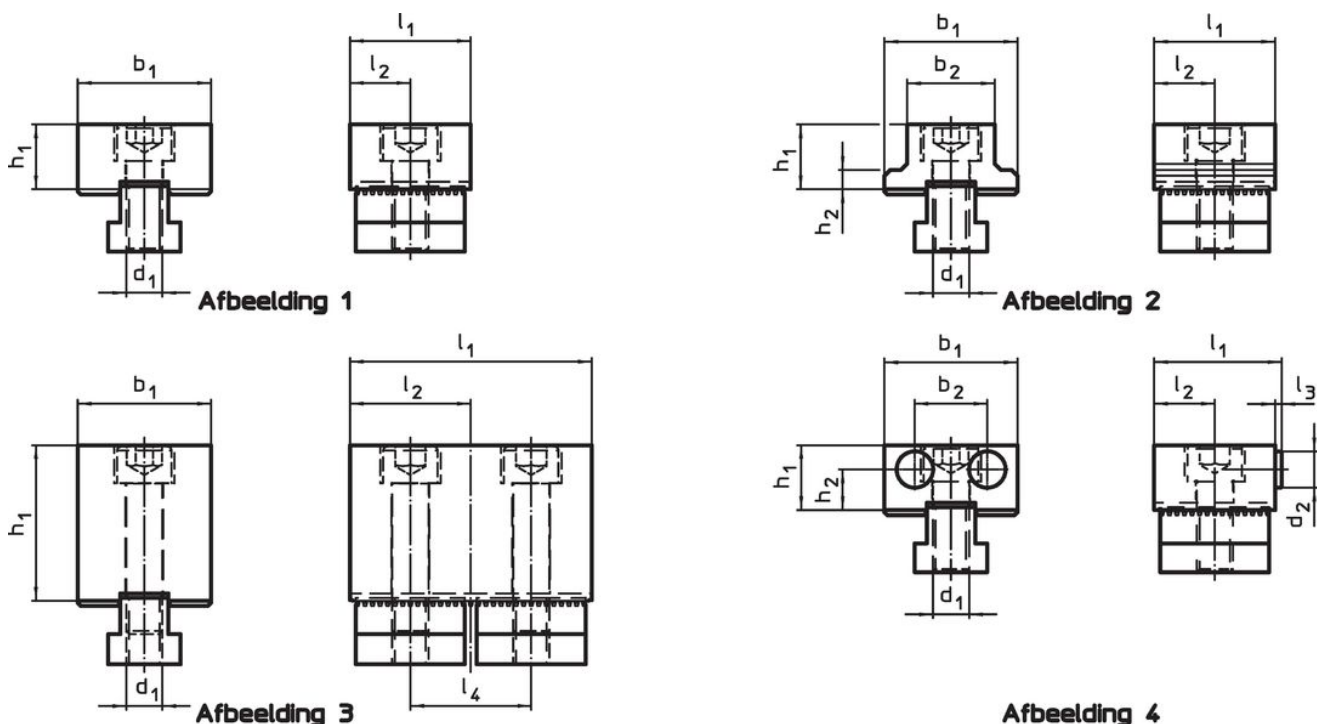 l1
l2
b1
h1
d1
Afbeelding 1
b1
b2
l1
l2
h1
h2
d1
Afbeelding 2
l1
l2
b1
h1
d1
l4
Afbeelding 3
b1
b2
l1
l2
l3
h1
h2
d2
d1
Afbeelding 4